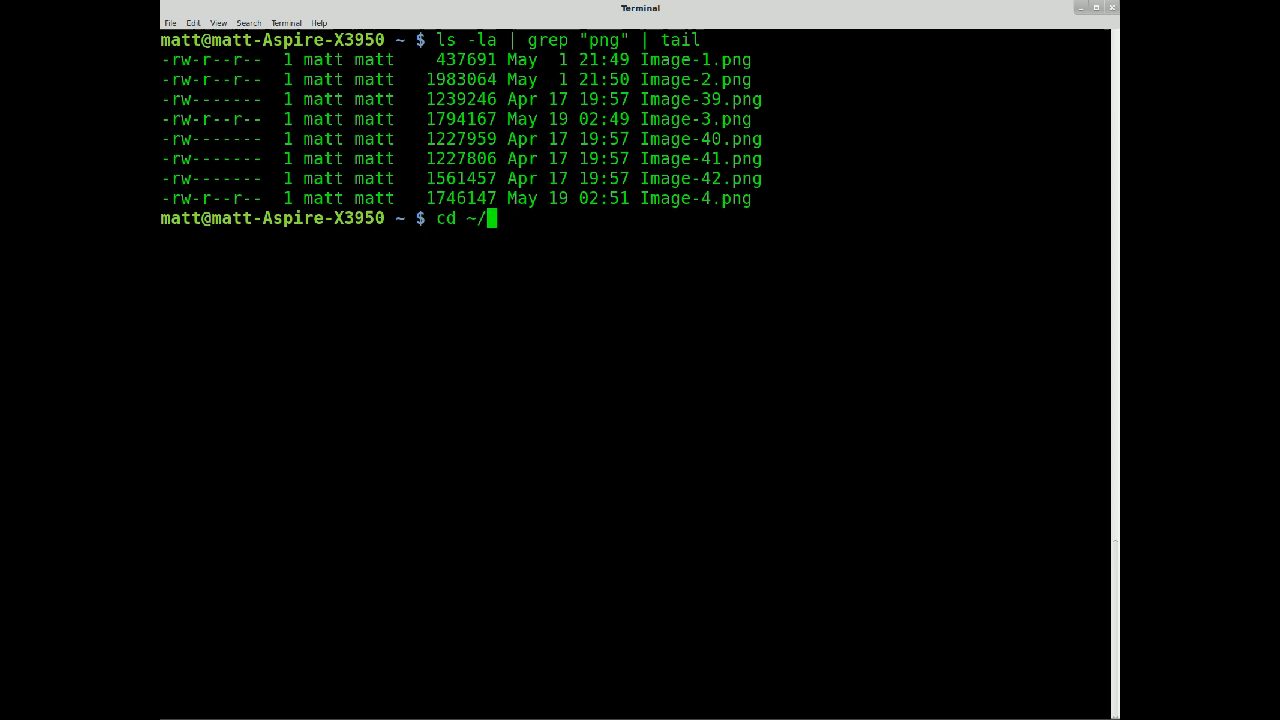 Terminal
File Edit View Search Terminal Help
matt@matt-Aspire-X3950 ~ $ ls -la | grep "png" | tail
-rw-r--r--  1 matt matt   437691 May  1 21:49 Image-1.png
-rw-r--r--  1 matt matt  1983064 May  1 21:50 Image-2.png
-rw-------  1 matt matt  1239246 Apr 17 19:57 Image-39.png
-rw-r--r--  1 matt matt  1794167 May 19 02:49 Image-3.png
-rw-------  1 matt matt  1227959 Apr 17 19:57 Image-40.png
-rw-------  1 matt matt  1227806 Apr 17 19:57 Image-41.png
-rw-------  1 matt matt  1561457 Apr 17 19:57 Image-42.png
-rw-r--r--  1 matt matt  1746147 May 19 02:51 Image-4.png
matt@matt-Aspire-X3950 ~ $ cd ~/